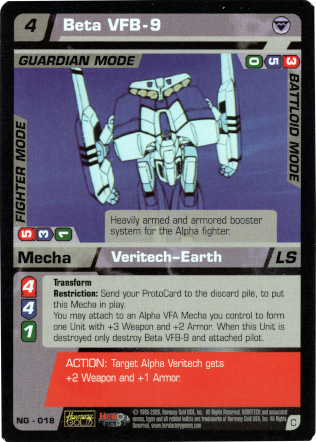 4 Beta VFB-9
GUARDIAN MODE
0 5 3
BATTLOID MODE
FIGHTER MODE
5 3 1
Heavily armed and armored booster
system for the Alpha fighter.
Mecha Veritech-Earth LS
4
4
1
Transform
Restriction: Send your ProtoCard to the discard pile, to put
this Mecha in play.
You may attach to an Alpha VFA Mecha you control to form
one Unit with +3 Weapon and +2 Armor. When this Unit is
destroyed only destroy Beta VFB-9 and attached pilot.
ACTION: Target Alpha Veritech gets
+2 Weapon and +1 Armor.
NG - 018
Harmony
GOLD
C